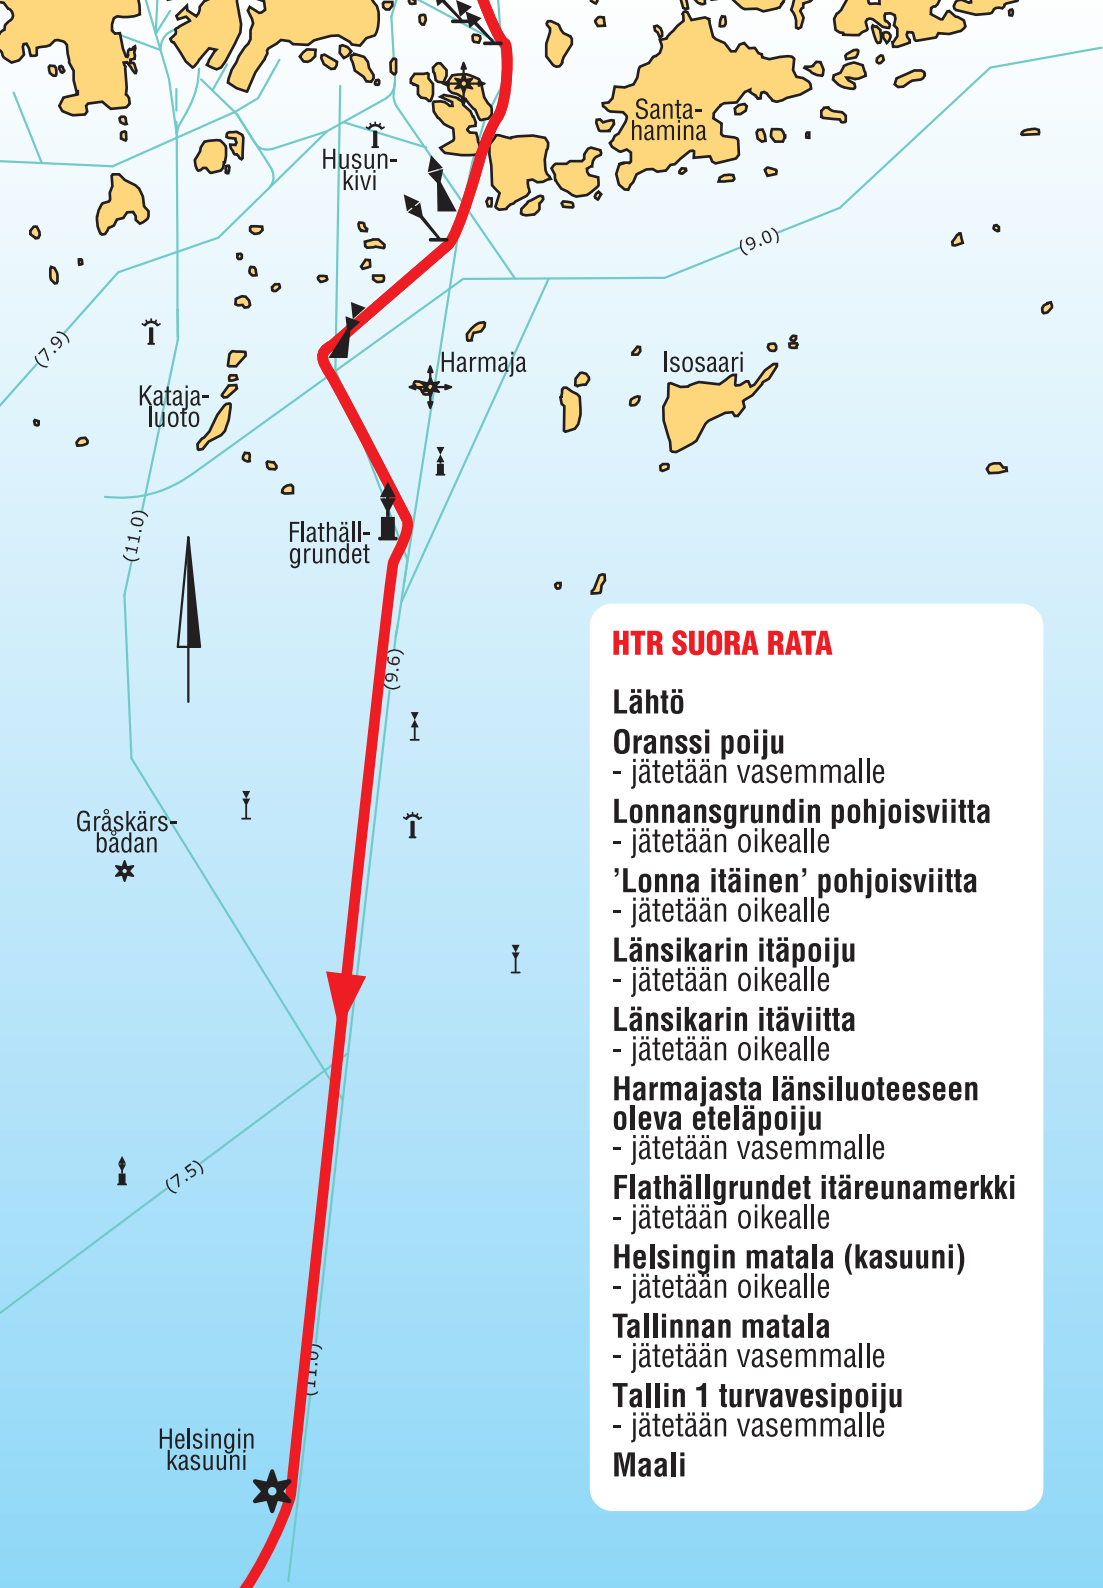 Santa-
hamina
Husun-
kivi
(9.0)
(7.9)
Harmaja
Isosaari
Kataja-
luoto
(11.0)
Flathäll-
grundet
(9.6)
Gråskärs-
bådan
(7.5)
(11.0)
Helsingin
kasuuni
HTR SUORA RATA
Lähtö
Oranssi poiju
- jätetään vasemmalle
Lonnansgrundin pohjoisviitta
- jätetään oikealle
’Lonna itäinen’ pohjoisviitta
- jätetään oikealle
Länsikarin itäpoiju
- jätetään oikealle
Länsikarin itäviitta
- jätetään oikealle
Harmajasta länsiluoteeseen
oleva eteläpoiju
- jätetään vasemmalle
Flathällgrundet itäreunamerkki
- jätetään oikealle
Helsingin matala (kasuuni)
- jätetään oikealle
Tallinnan matala
- jätetään vasemmalle
Tallin 1 turvavesipoiju
- jätetään vasemmalle
Maali